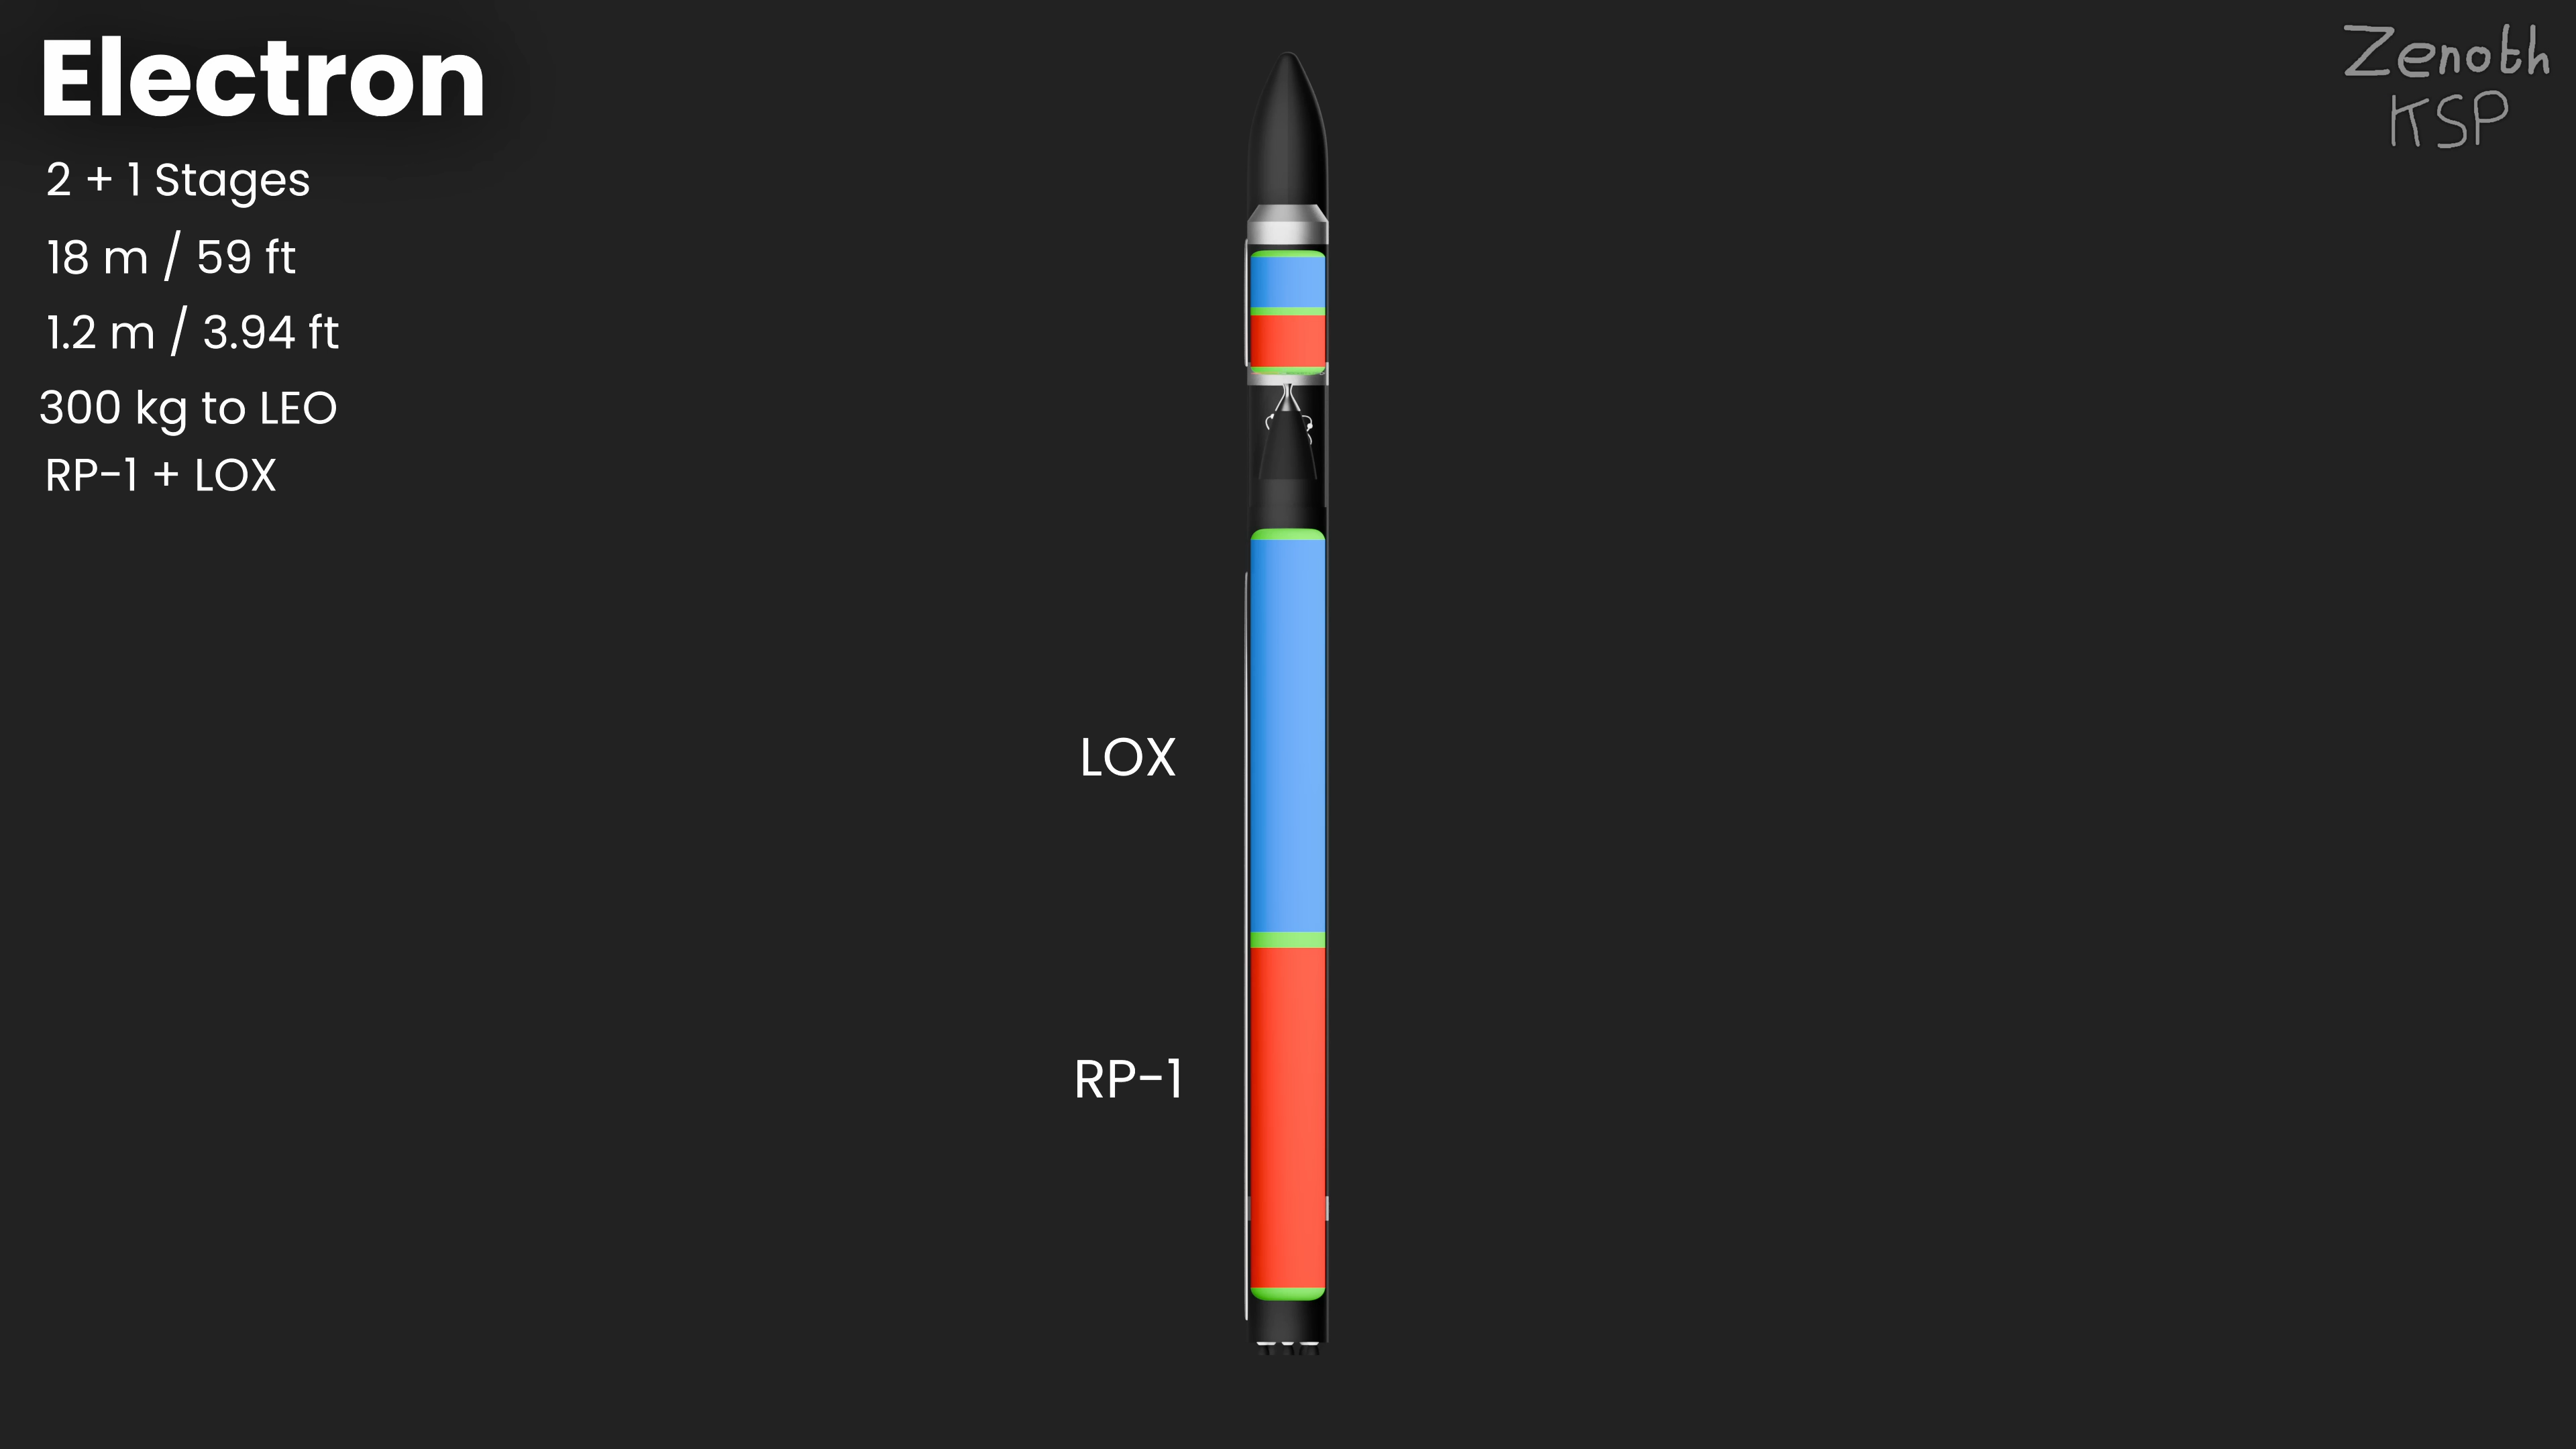 Electron
2 + 1 Stages
18 m / 59 ft
1.2 m / 3.94 ft
300 kg to LEO
RP-1 + LOX
Zenoth
KSP
LOX
RP-1